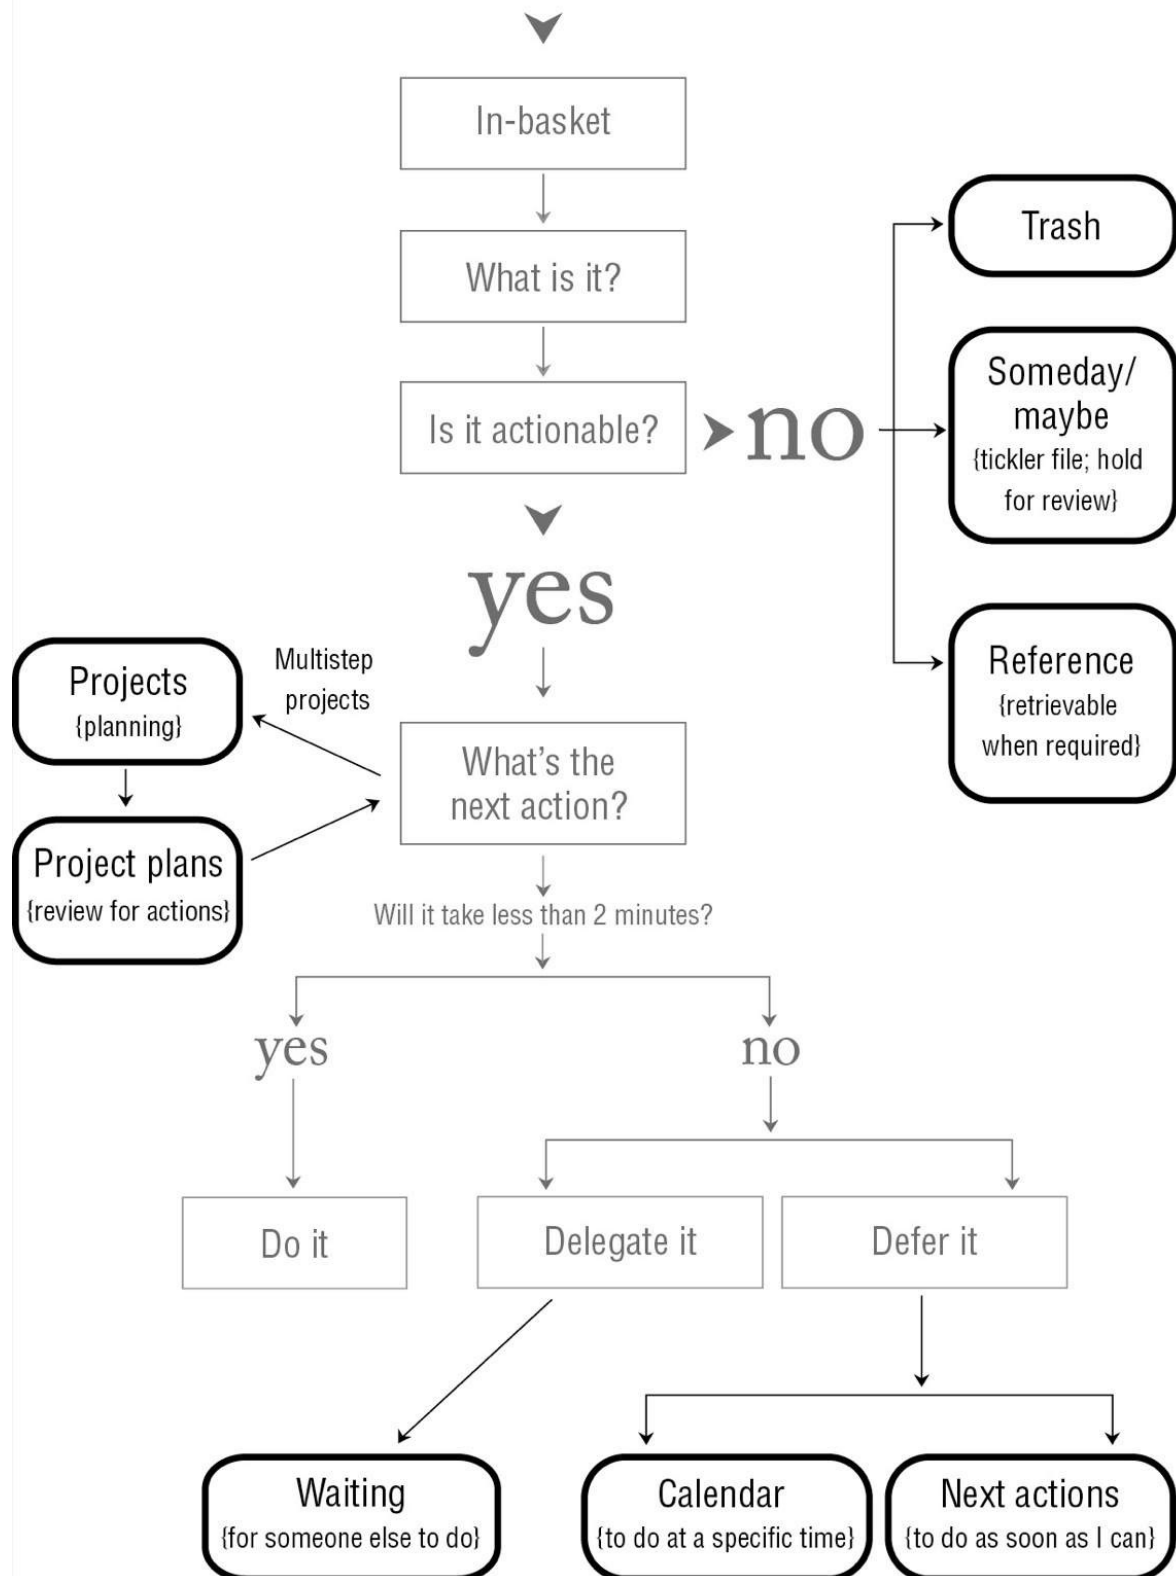 In-basket
What is it?
Is it actionable?
no
Trash
Someday/
maybe
{tickler file; hold
for review}
Reference
{retrievable
when required}
yes
Multistep
projects
Projects
{planning}
Project plans
{review for actions}
What's the
next action?
Will it take less than 2 minutes?
yes
no
Do it
Delegate it
Defer it
Waiting
{for someone else to do}
Calendar
{to do at a specific time}
Next actions
{to do as soon as I can}